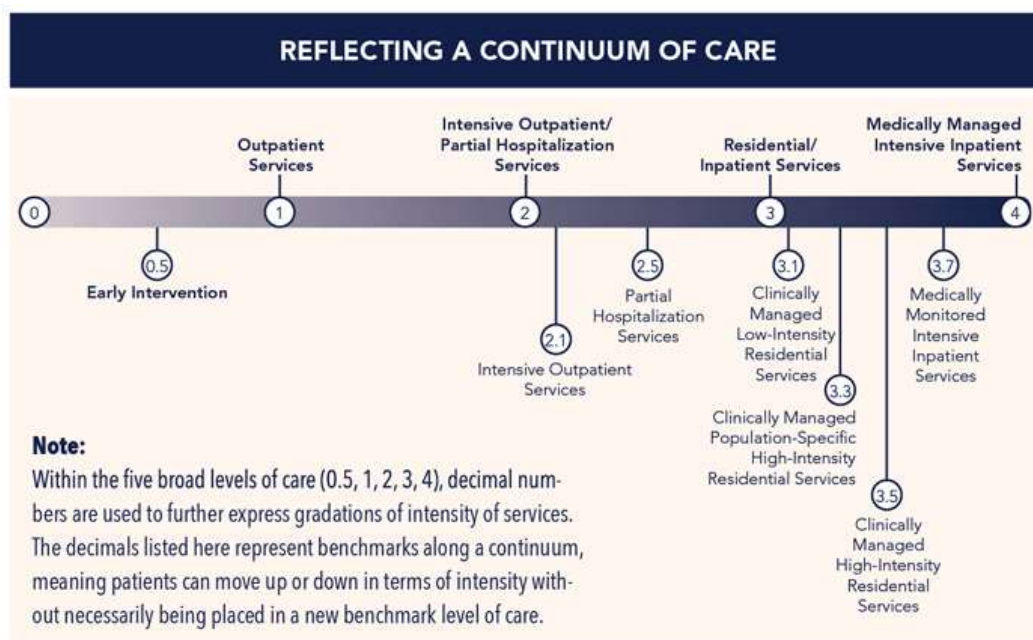 REFLECTING A CONTINUUM OF CARE
Outpatient
Services
Intensive Outpatient/
Partial Hospitalization
Services
Residential/
Inpatient Services
Medically Managed
Intensive Inpatient
Services
0
1
2
3
4
0.5
Early Intervention
2.1
Intensive Outpatient
Services
2.5
Partial
Hospitalization
Services
3.1
Clinically
Managed
Low-Intensity
Residential
Services
3.3
Clinically Managed
Population-Specific
High-Intensity
Residential Services
3.5
Clinically
Managed
High-Intensity
Residential
Services
3.7
Medically
Monitored
Intensive
Inpatient
Services
Note:
Within the five broad levels of care (0.5, 1, 2, 3, 4), decimal num-
bers are used to further express gradations of intensity of services.
The decimals listed here represent benchmarks along a continuum,
meaning patients can move up or down in terms of intensity with-
out necessarily being placed in a new benchmark level of care.